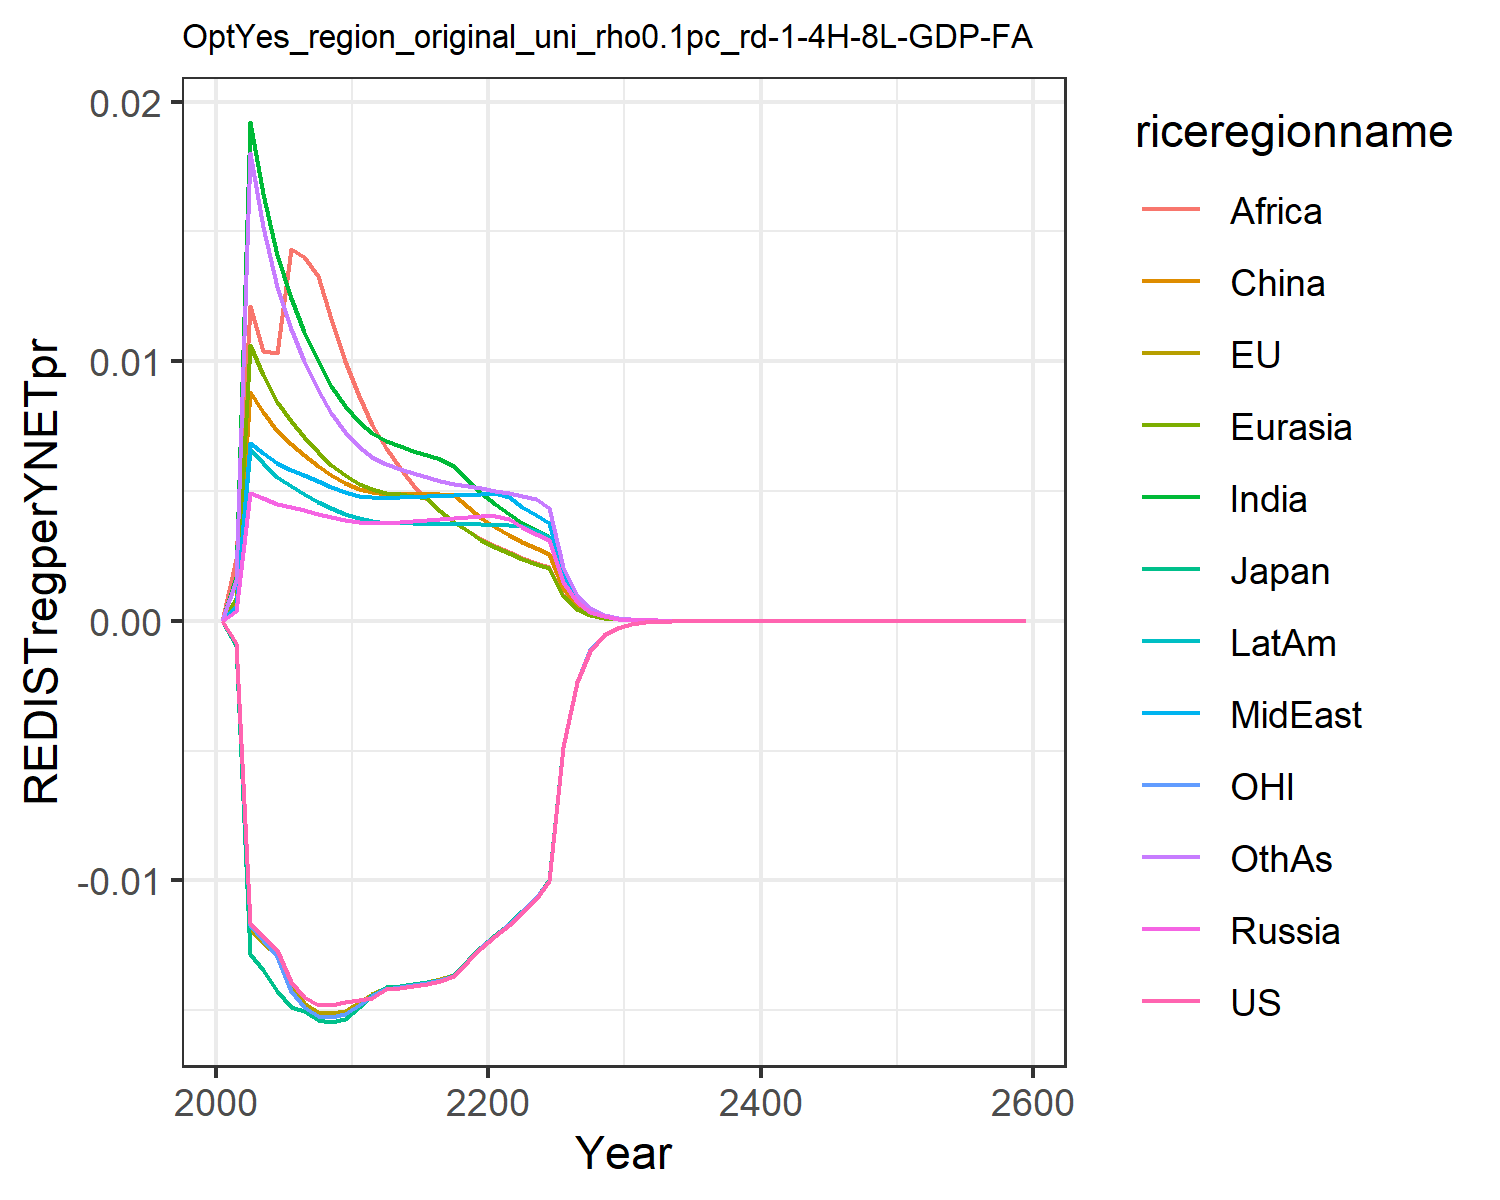 OptYes_region_original_uni_rho0.1pc_rd-1-4H-8L-GDP-FA
REDISTregperYNETpr
0.02
0.01
0.00
-0.01
2000
2200
2400
2600
Year
riceregionname
Africa
China
EU
Eurasia
India
Japan
LatAm
MidEast
OHI
OthAs
Russia
US